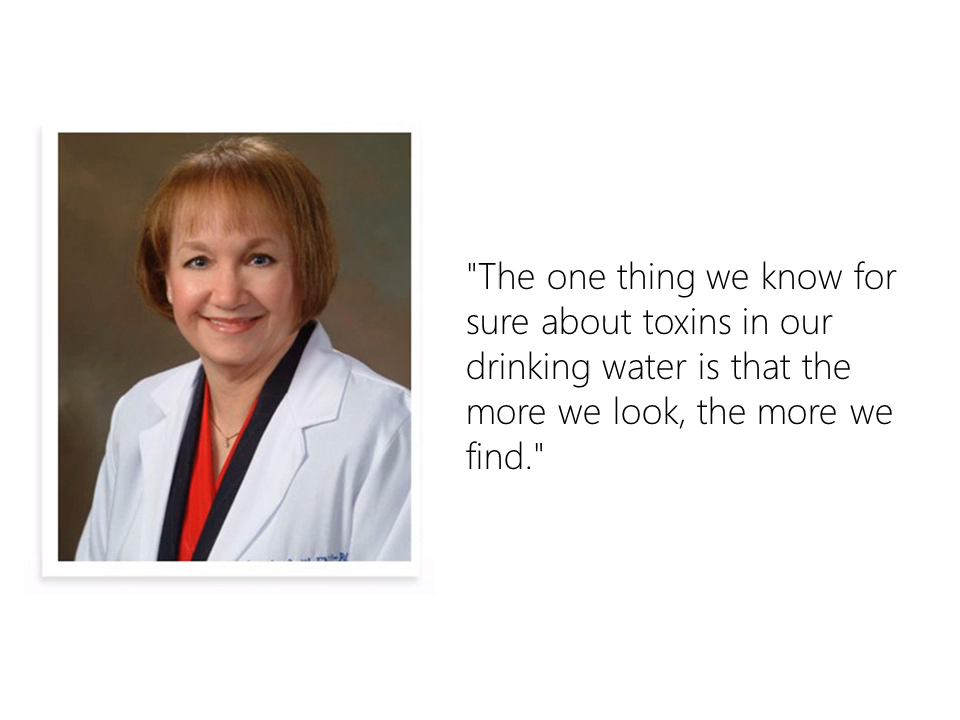 "The one thing we know for
sure about toxins in our
drinking water is that the
more we look, the more we
find."